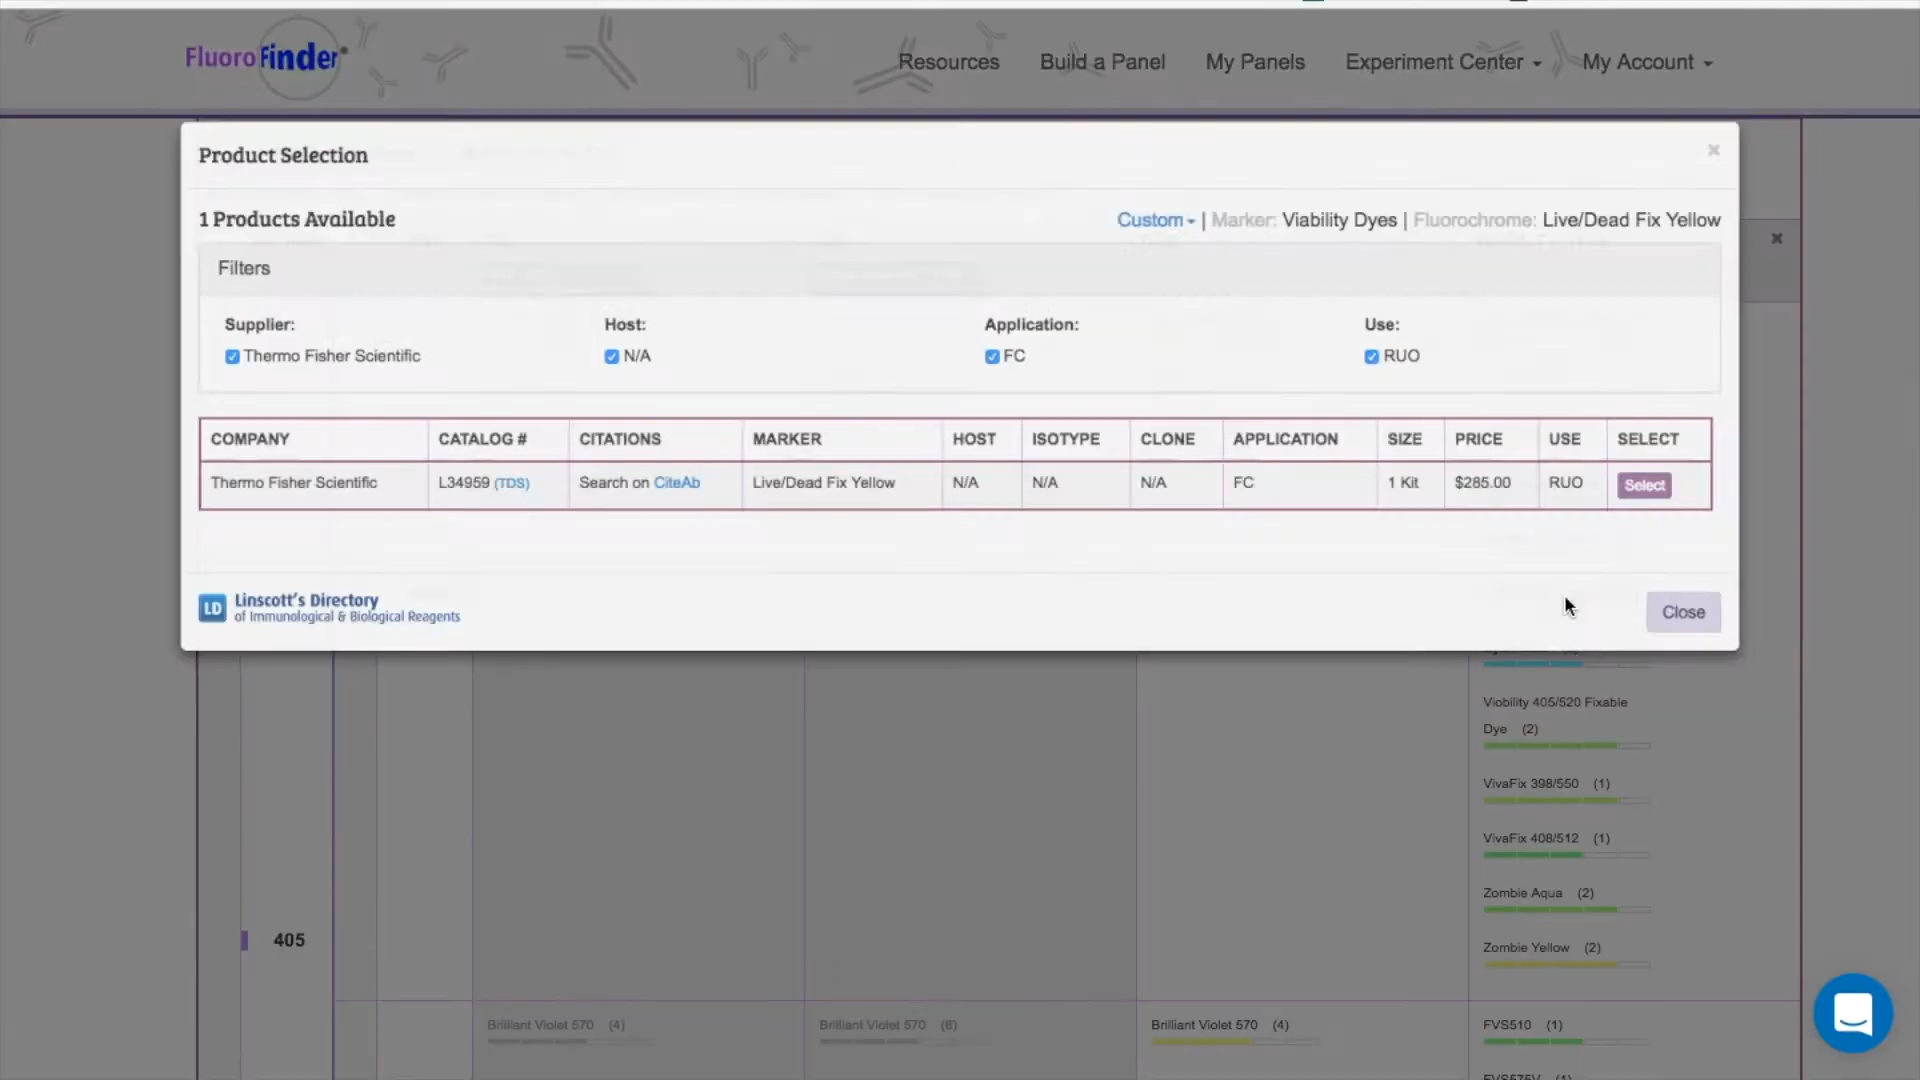 FluoroFinder
Resources
Build a Panel
My Panels
Experiment Center
My Account
Product Selection
×
1 Products Available
Custom | Marker: Viability Dyes | Fluorochrome: Live/Dead Fix Yellow
×
Filters
Supplier: Host: Application: Use:
Thermo Fisher Scientific N/A FC RUO
COMPANY CATALOG # CITATIONS MARKER HOST ISOTYPE CLONE APPLICATION SIZE PRICE USE SELECT
Thermo Fisher Scientific L34959 (TDS) Search on CiteAb Live/Dead Fix Yellow N/A N/A N/A FC 1 Kit $285.00 RUO Select
LD Linscott's Directory
of Immunological & Biological Reagents
Close
Viobility 405/520 Fixable
Dye (2)
VivaFix 398/550 (1)
VivaFix 408/512 (1)
Zombie Aqua (2)
405
Zombie Yellow (2)
Brilliant Violet 570 (4) Brilliant Violet 570 (6) Brilliant Violet 570 (4) FVS510 (1)
FVS575V (1)